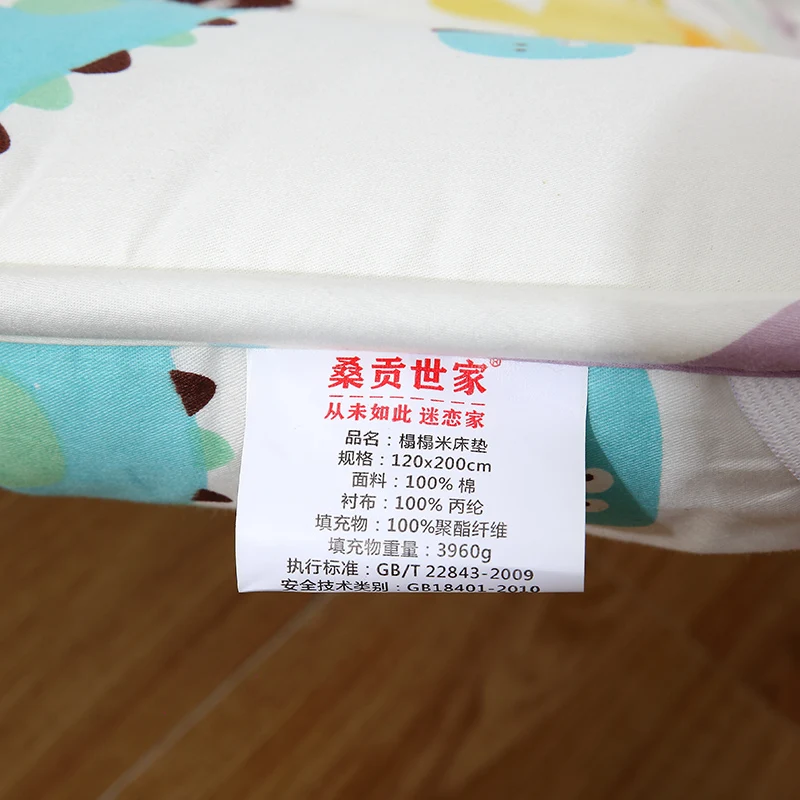 桑贡世家®
从未如此 迷恋家
品名：榻榻米床垫
规格：120x200cm
面料：100% 棉
衬布：100% 丙纶
填充物：100%聚酯纤维
填充物重量：3960g
执行标准：GB/T 22843-2009
安全技术类别：GB18401-2010